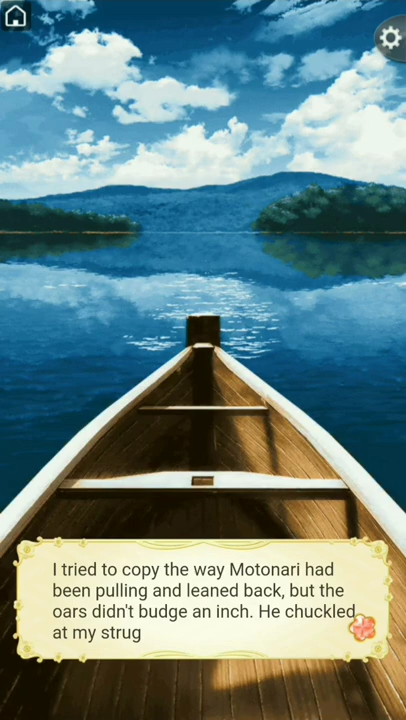 I tried to copy the way Motonari had
been pulling and leaned back, but the
oars didn't budge an inch. He chuckled
at my strug